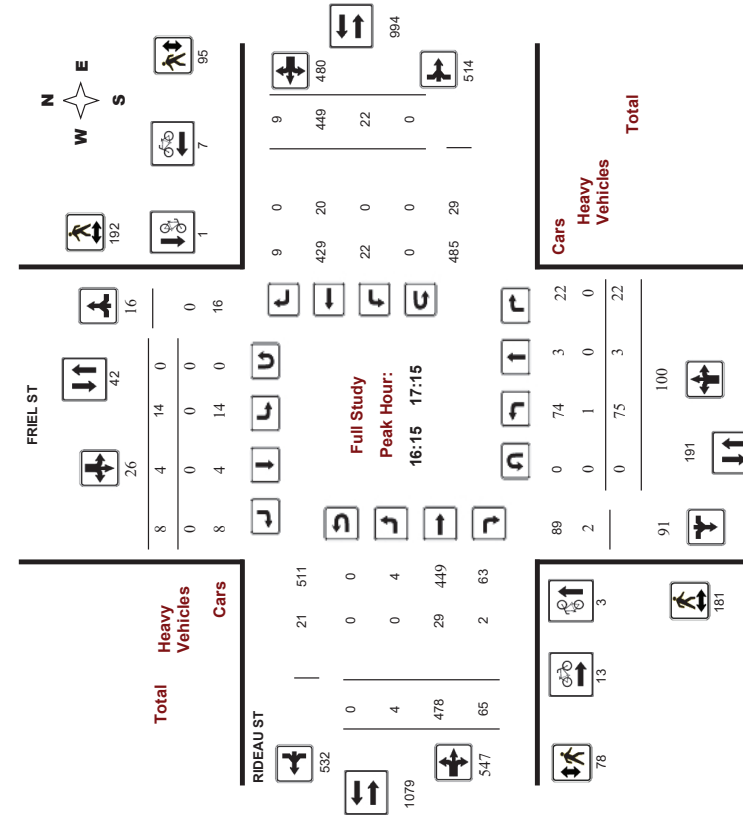 N
W E
S
994
95
480
514
9 449 22 0
7
192
1
0 20 0 0 29
9 429 22 0 485
Cars
Heavy
Vehicles
Total
FRIEL ST
16
42
26
8 4 14 0
0 0 0 0 0
8 4 14 0 16
Full Study
Peak Hour:
16:15 17:15
89 0 74 3 22
2 0 1 0 0
0 75 3 22
91
100
191
Total
Heavy
Vehicles
Cars
RIDEAU ST
21 511
0 0
0 4
29 449
2 63
0
4
478
65
532
1079
547
3
13
181
78